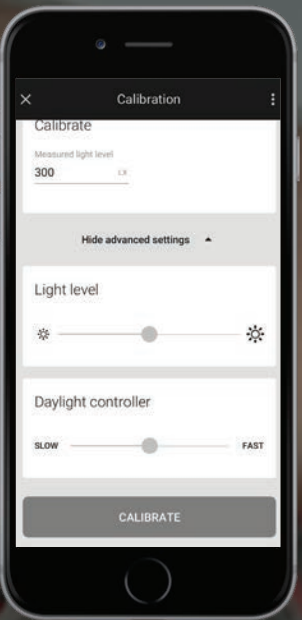 Calibration
Calibrate
Measured light level
300 LX
Hide advanced settings
Light level
Daylight controller
SLOW FAST
CALIBRATE